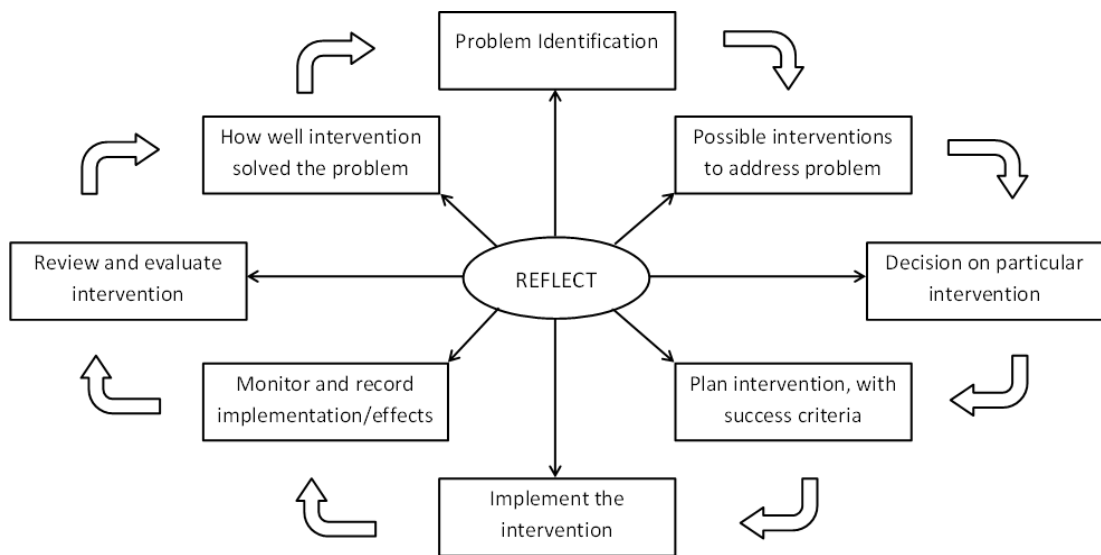 Problem Identification
How well intervention
solved the problem
Possible interventions
to address problem
Review and evaluate
intervention
REFLECT
Decision on particular
intervention
Monitor and record
implementation/effects
Plan intervention, with
success criteria
Implement the
intervention